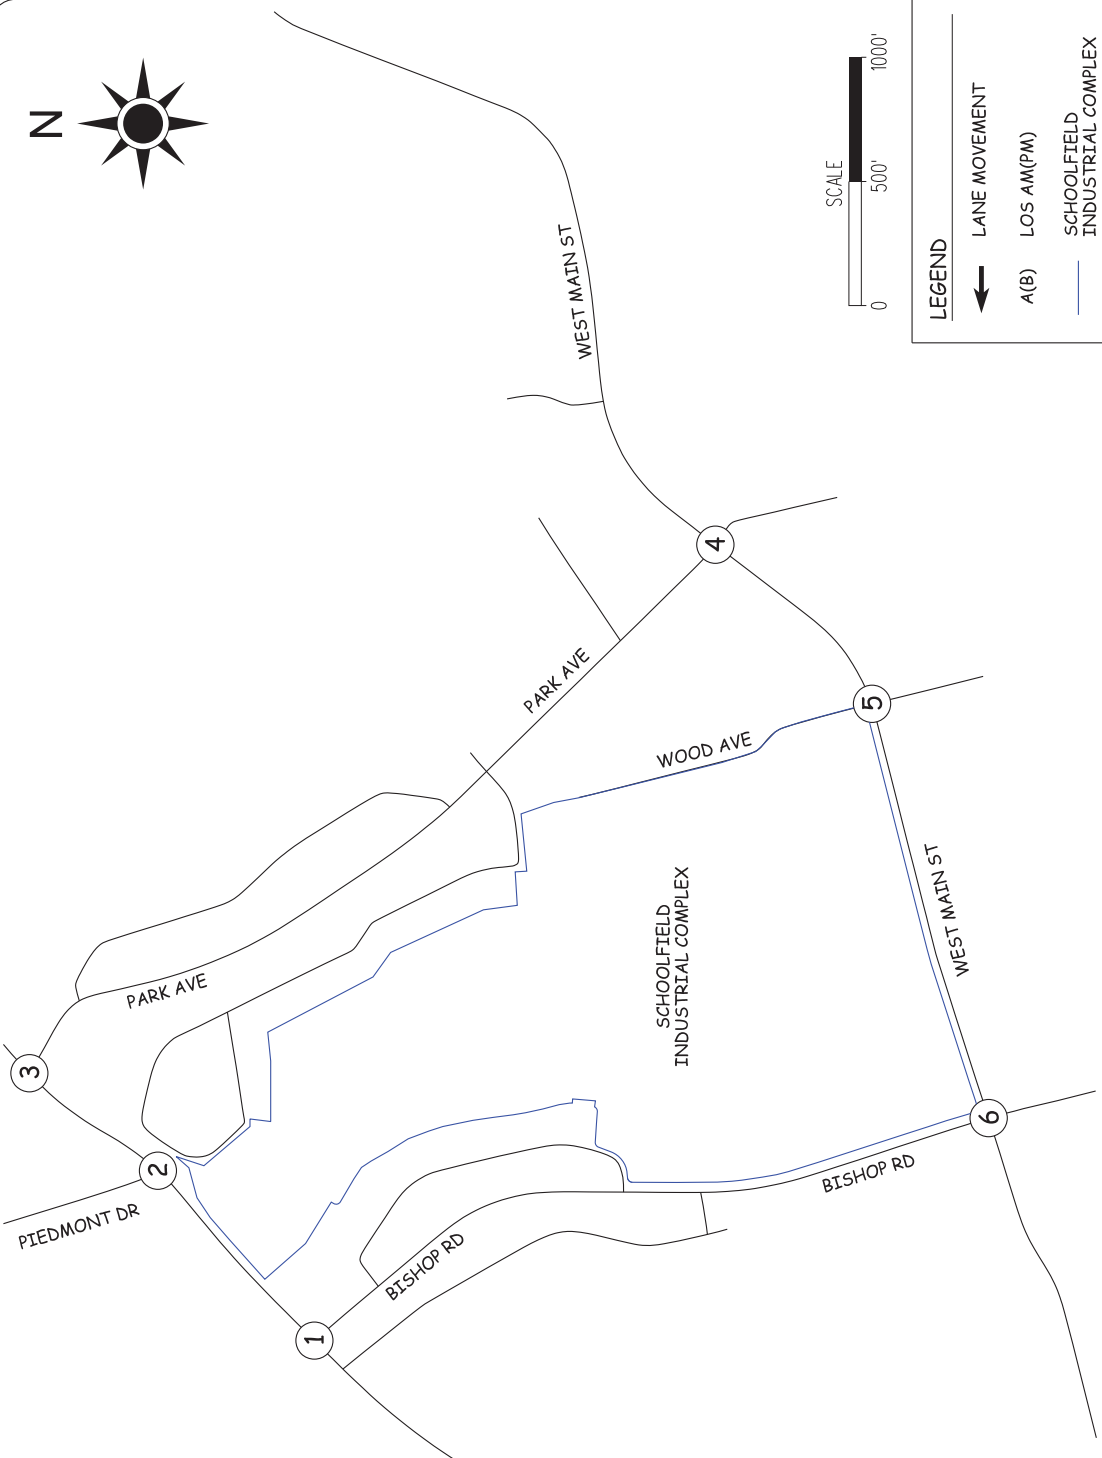 N
WEST MAIN ST
SCALE
0 500' 1000'
LEGEND
LANE MOVEMENT
A(B) LOS AM(PM)
SCHOOLFIELD
INDUSTRIAL COMPLEX
3
2
PIEDMONT DR
PARK AVE
1
BISHOP RD
PARK AVE
4
WOOD AVE
5
SCHOOLFIELD
INDUSTRIAL COMPLEX
WEST MAIN ST
BISHOP RD
6